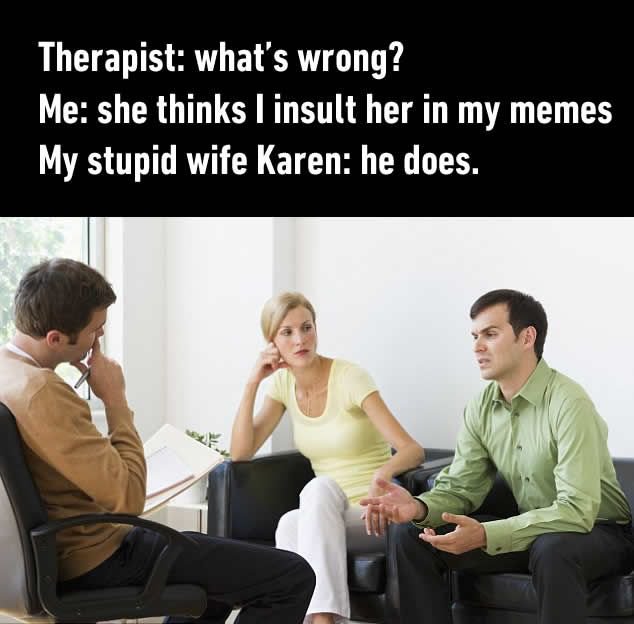 Therapist: what's wrong?
Me: she thinks I insult her in my memes
My stupid wife Karen: he does.